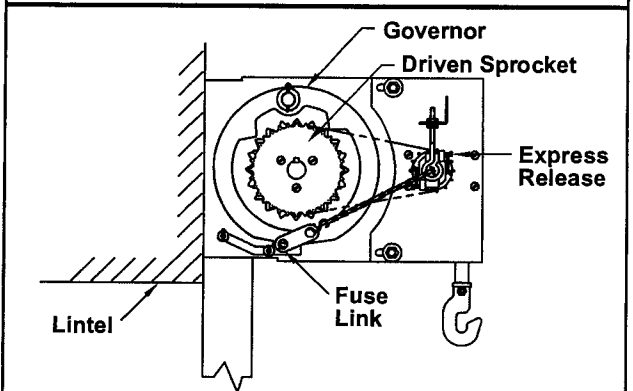 Governor
Driven Sprocket
Express
Release
Fuse
Link
Lintel